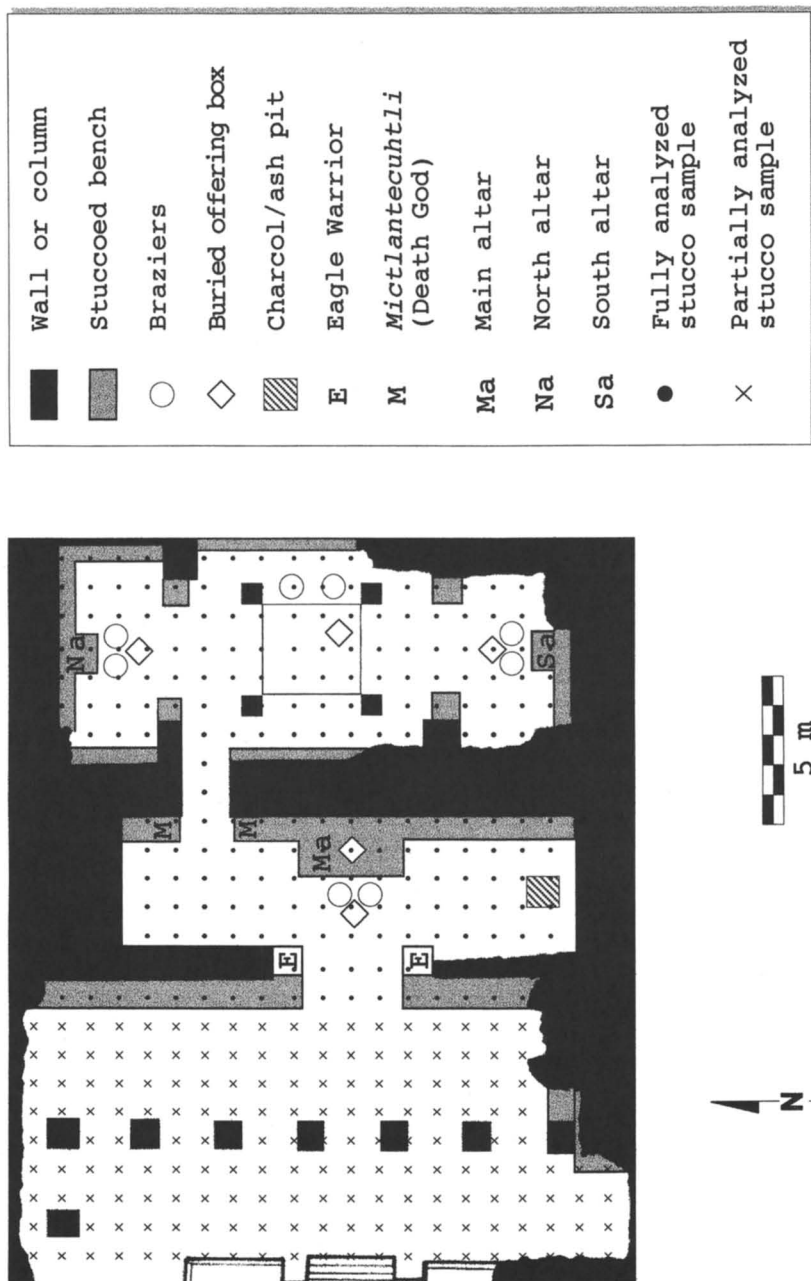 Wall or column
Stuccoed bench
Braziers
Buried offering box
Charcol/ash pit
E Eagle Warrior
M Mictlantecuhtli
(Death God)
Ma Main altar
Na North altar
Sa South altar
Fully analyzed
stucco sample
Partially analyzed
stucco sample
Na
M
M
Ma
E
E
Sa
5 m
N